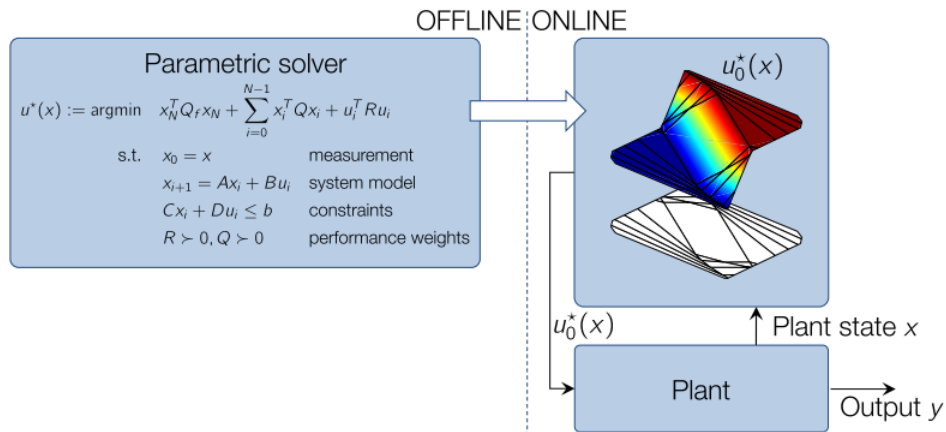 OFFLINE ONLINE
Parametric solver
u⋆(x) := argmin x_N^T Q_f x_N + \sum_{i=0}^{N-1} x_i^T Q x_i + u_i^T R u_i
s.t. x_0 = x measurement
x_{i+1} = Ax_i + Bu_i system model
Cx_i + Du_i ≤ b constraints
R ≻ 0, Q ≻ 0 performance weights
u_0^⋆(x)
u_0^⋆(x)
Plant state x
Plant
Output y